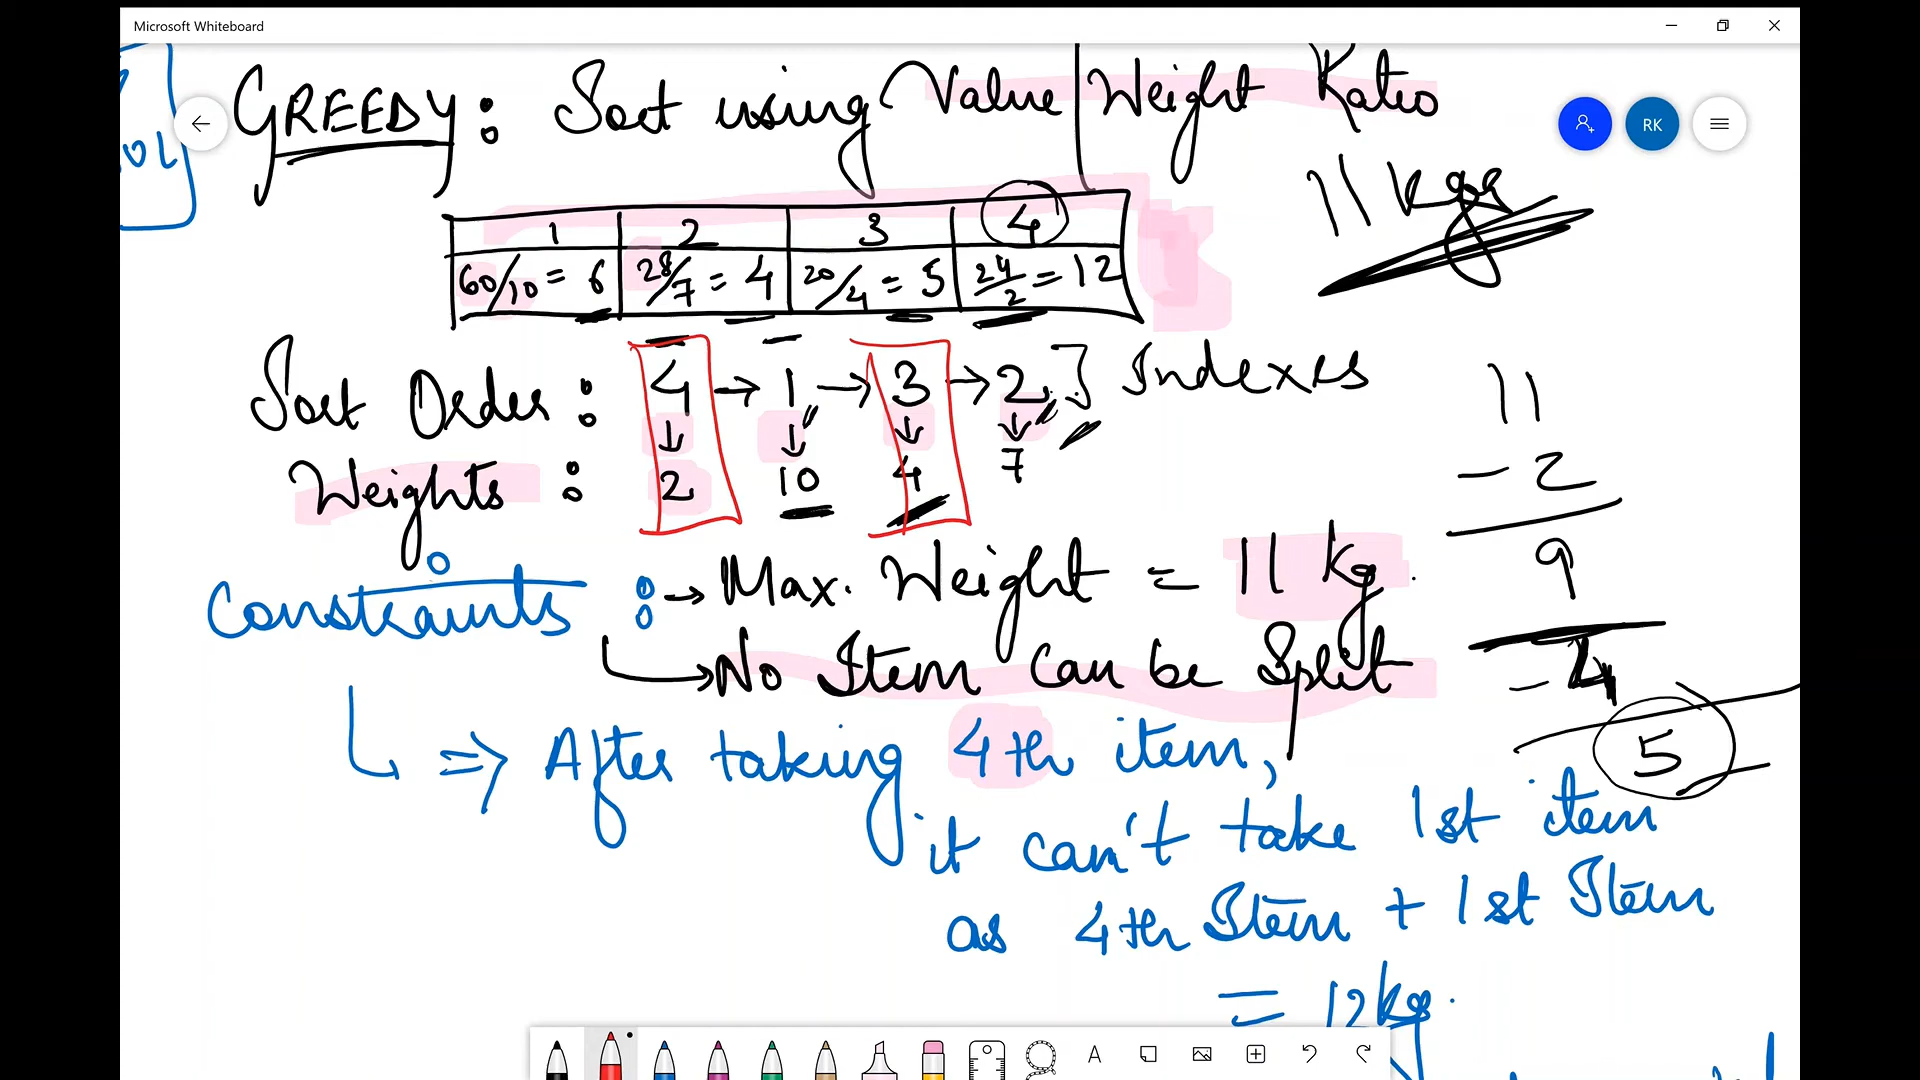 Microsoft Whiteboard
GREEDY : Sort using Value/Weight Ratio
RK
11 kgs
1 2 3 4
60/10 = 6 28/7 = 4 20/4 = 5 24/2 = 12
Sort Order : 4 → 1 → 3 → 2 } Indexes
↓ ↓ ↓ ↓
Weights : 2 10 4 7
11
- 2
9
- 4
5
Constraints : → Max. Weight = 11 kg.
→ No Item can be Split
⇒ After taking 4th item,
it can't take 1st item
as 4th Item + 1st Item
= 12kgs.
A